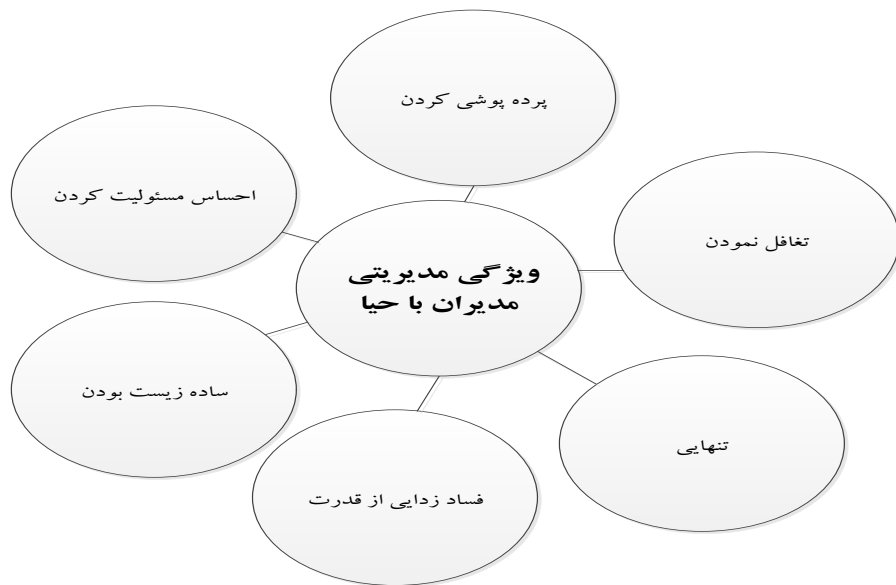 پرده پوشی کردن
احساس مسئولیت کردن
تغافل نمودن
ویژگی مدیریتی
مدیران با حیا
ساده زیست بودن
تنهایی
فساد زدایی از قدرت